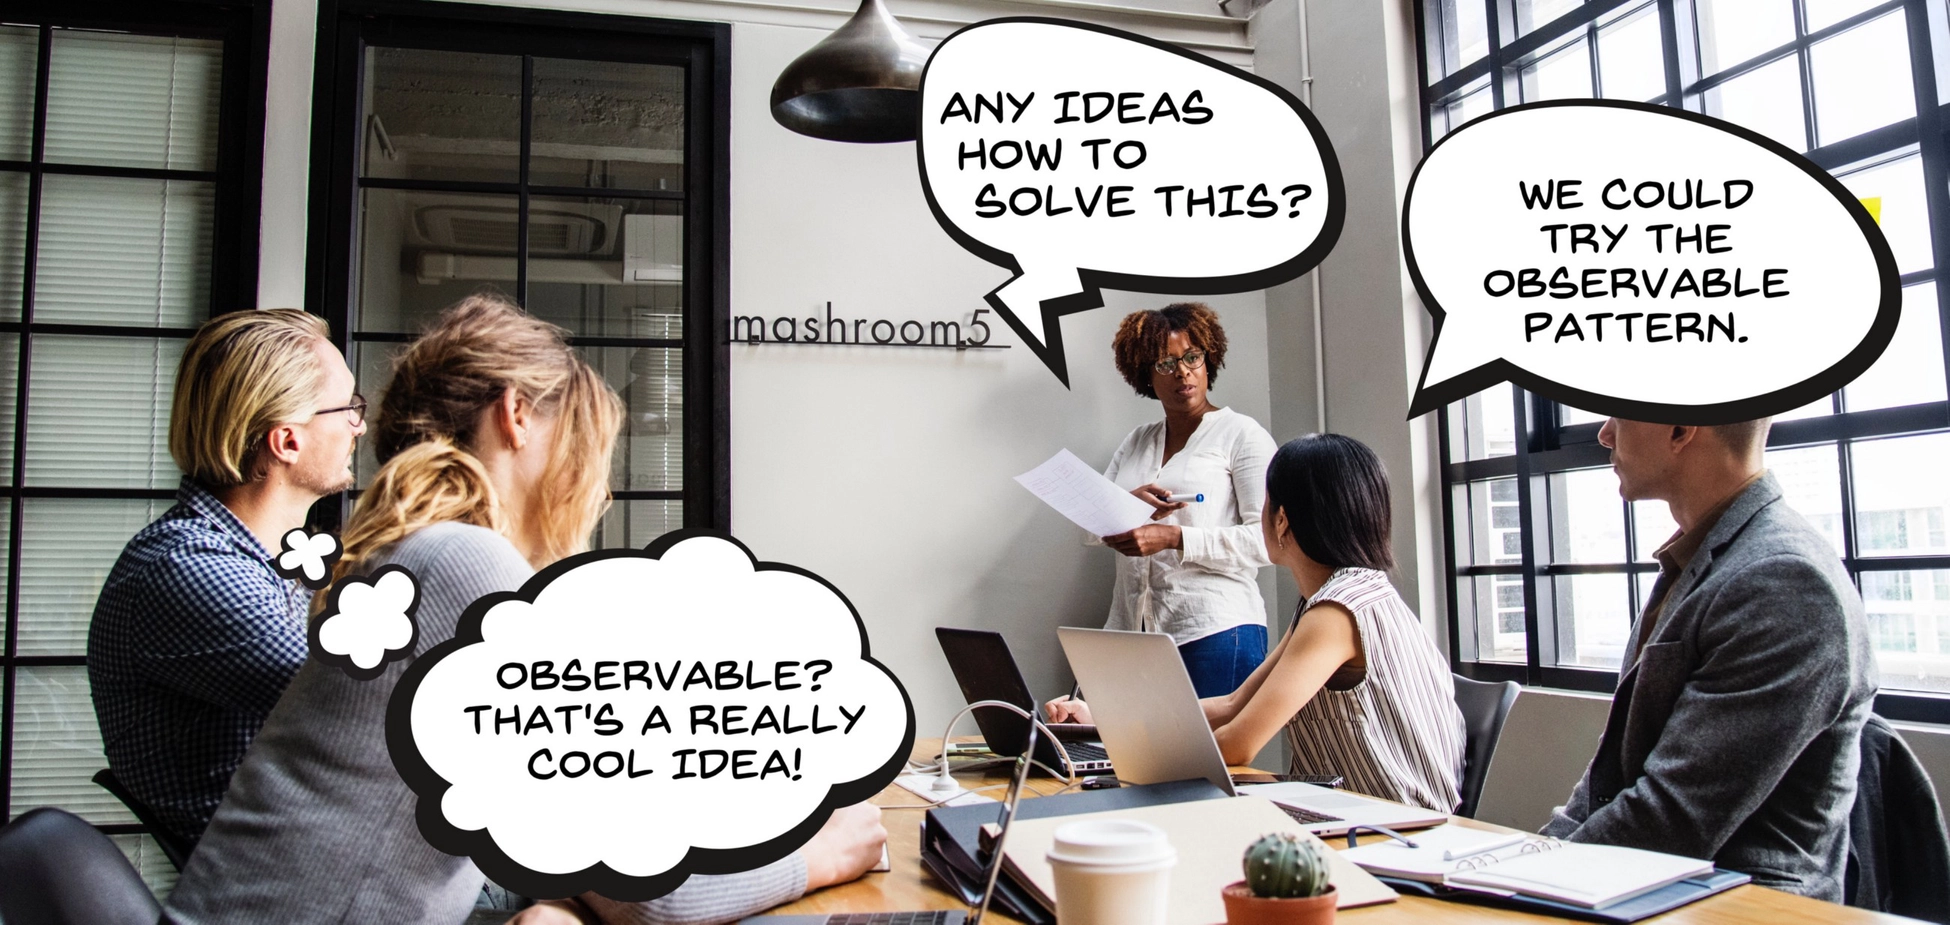 ANY IDEAS
HOW TO
SOLVE THIS?
WE COULD
TRY THE
OBSERVABLE
PATTERN.
mashroom5
OBSERVABLE?
THAT'S A REALLY
COOL IDEA!